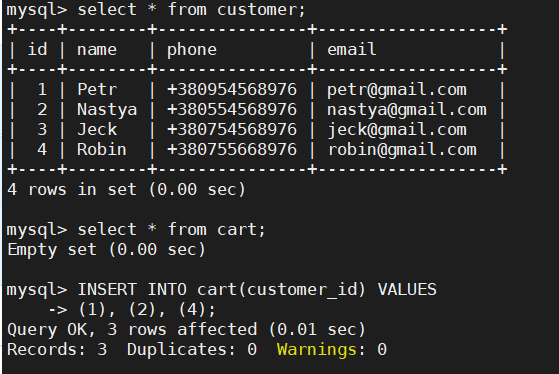 mysql> select * from customer;
+----+--------+---------------+------------------+
| id | name   | phone         | email            |
+----+--------+---------------+------------------+
|  1 | Petr   | +380954568976 | petr@gmail.com   |
|  2 | Nastya | +380554568976 | nastya@gmail.com |
|  3 | Jeck   | +380754568976 | jeck@gmail.com   |
|  4 | Robin  | +380755668976 | robin@gmail.com  |
+----+--------+---------------+------------------+
4 rows in set (0.00 sec)

mysql> select * from cart;
Empty set (0.00 sec)

mysql> INSERT INTO cart(customer_id) VALUES
    -> (1), (2), (4);
Query OK, 3 rows affected (0.01 sec)
Records: 3  Duplicates: 0  Warnings: 0